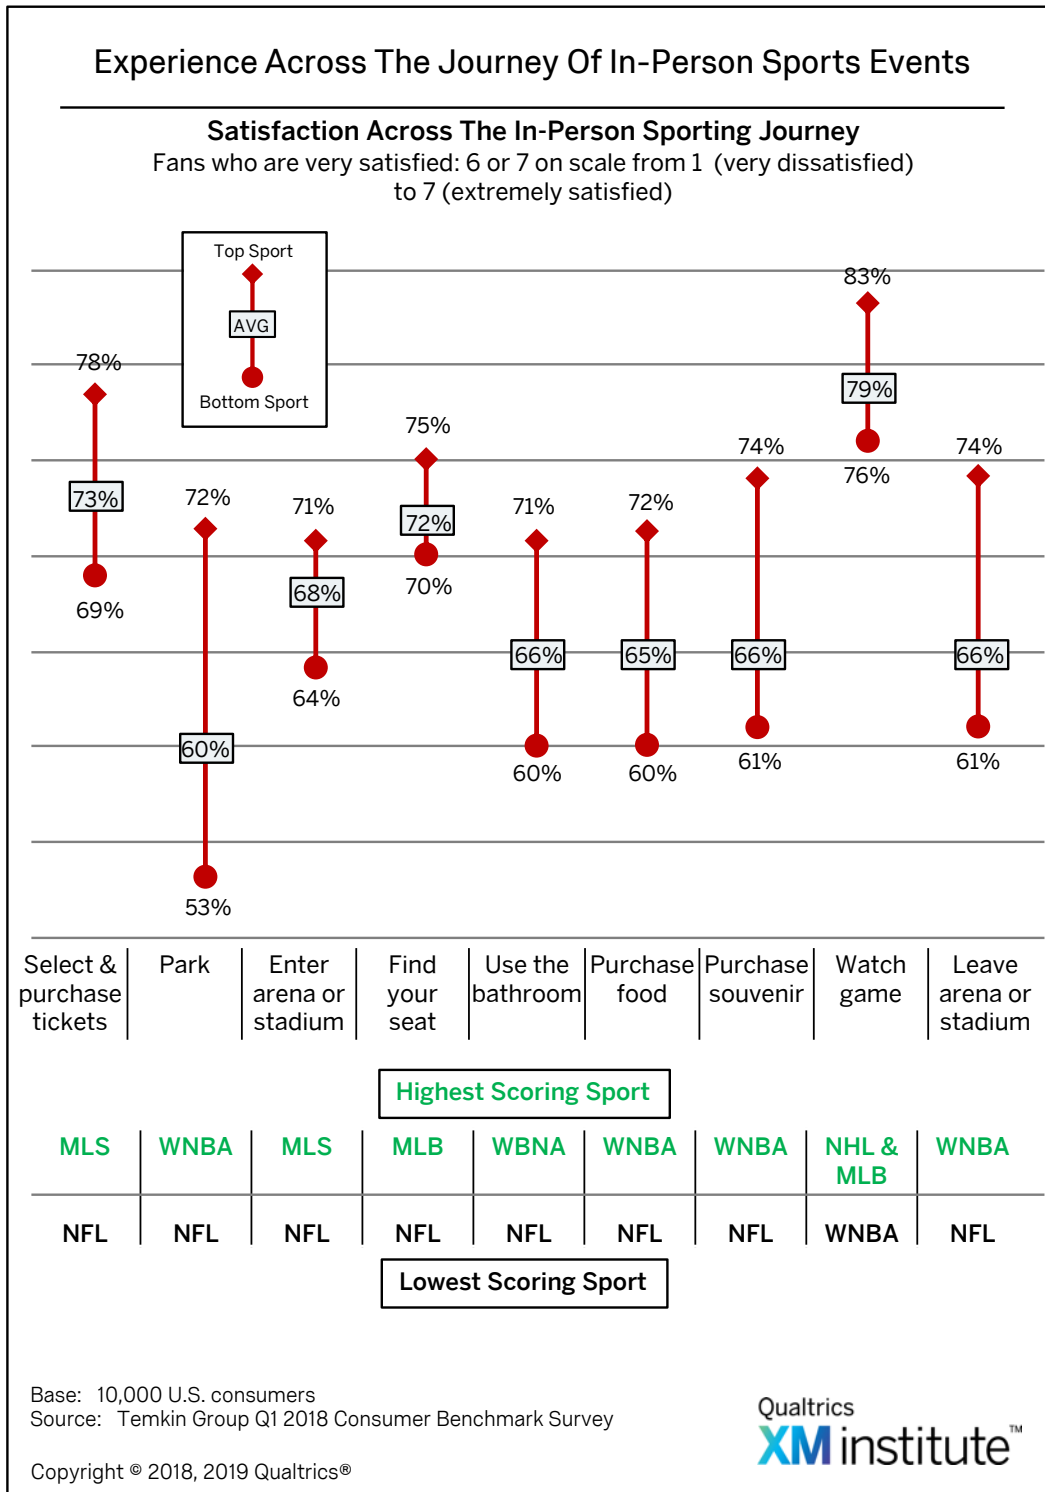 Experience Across The Journey Of In-Person Sports Events
Satisfaction Across The In-Person Sporting Journey
Fans who are very satisfied: 6 or 7 on scale from 1 (very dissatisfied)
to 7 (extremely satisfied)
Top Sport
AVG
Bottom Sport
78%
73%
69%
72%
60%
53%
71%
68%
64%
75%
72%
70%
71%
66%
60%
72%
65%
60%
74%
66%
61%
83%
79%
76%
74%
66%
61%
Select &
purchase
tickets
Park
Enter
arena or
stadium
Find
your
seat
Use the
bathroom
Purchase
food
Purchase
souvenir
Watch
game
Leave
arena or
stadium
Highest Scoring Sport
MLS
WNBA
MLS
MLB
WBNA
WNBA
WNBA
NHL &
MLB
WNBA
NFL
NFL
NFL
NFL
NFL
NFL
NFL
WNBA
NFL
Lowest Scoring Sport
Base: 10,000 U.S. consumers
Source: Temkin Group Q1 2018 Consumer Benchmark Survey
Copyright © 2018, 2019 Qualtrics®
Qualtrics
XM institute™